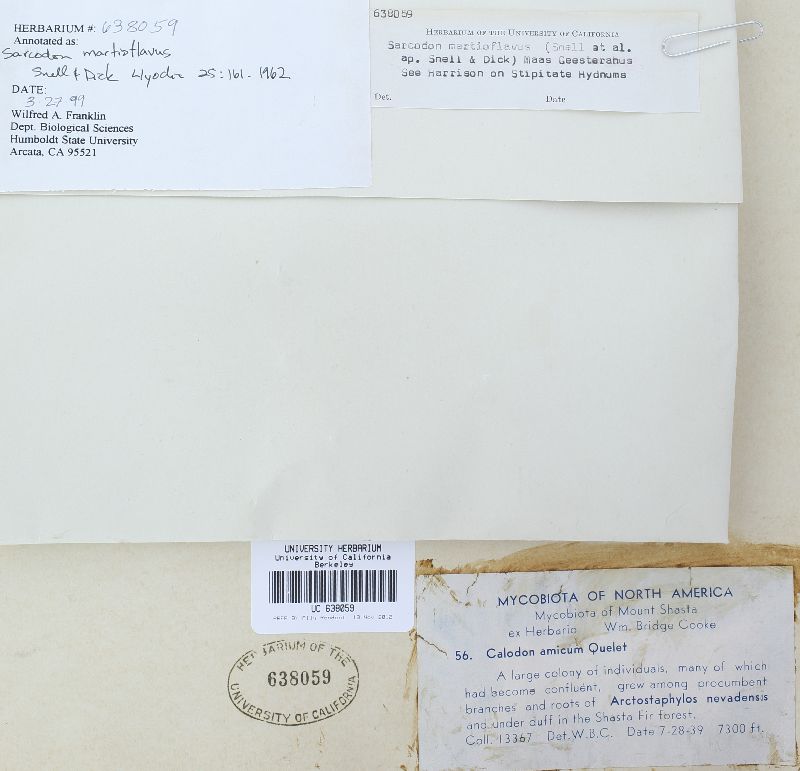 HERBARIUM #: 638059
Annotated as:
Sarcodon martioflavus
Snell & Dick Lloydia 25:161. 1962
DATE:
3 27 99
Wilfred A. Franklin
Dept. Biological Sciences
Humboldt State University
Arcata, CA 95521
638059
HERBARIUM OF THE UNIVERSITY OF CALIFORNIA
Sarcodon martioflavus (Snell et al.
ap. Snell & Dick) Maas Geesteranus
See Harrison on Stipitate Hydnums
Det. Date
UNIVERSITY HERBARIUM
University of California
Berkeley
UC 638059
HERBARIUM OF THE
638059
UNIVERSITY OF CALIFORNIA
MYCOBIOTA OF NORTH AMERICA
Mycobiota of Mount Shasta
ex Herbario Wm. Bridge Cooke
56. Calodon amicum Quelet
A large colony of individuals, many of which
had become confluent, grew among procumbent
branches and roots of Arctostaphylos nevadensis
and under duff in the Shasta Fir forest.
Coll. 13367 Det. W.B.C. Date 7-28-39 7300 ft.